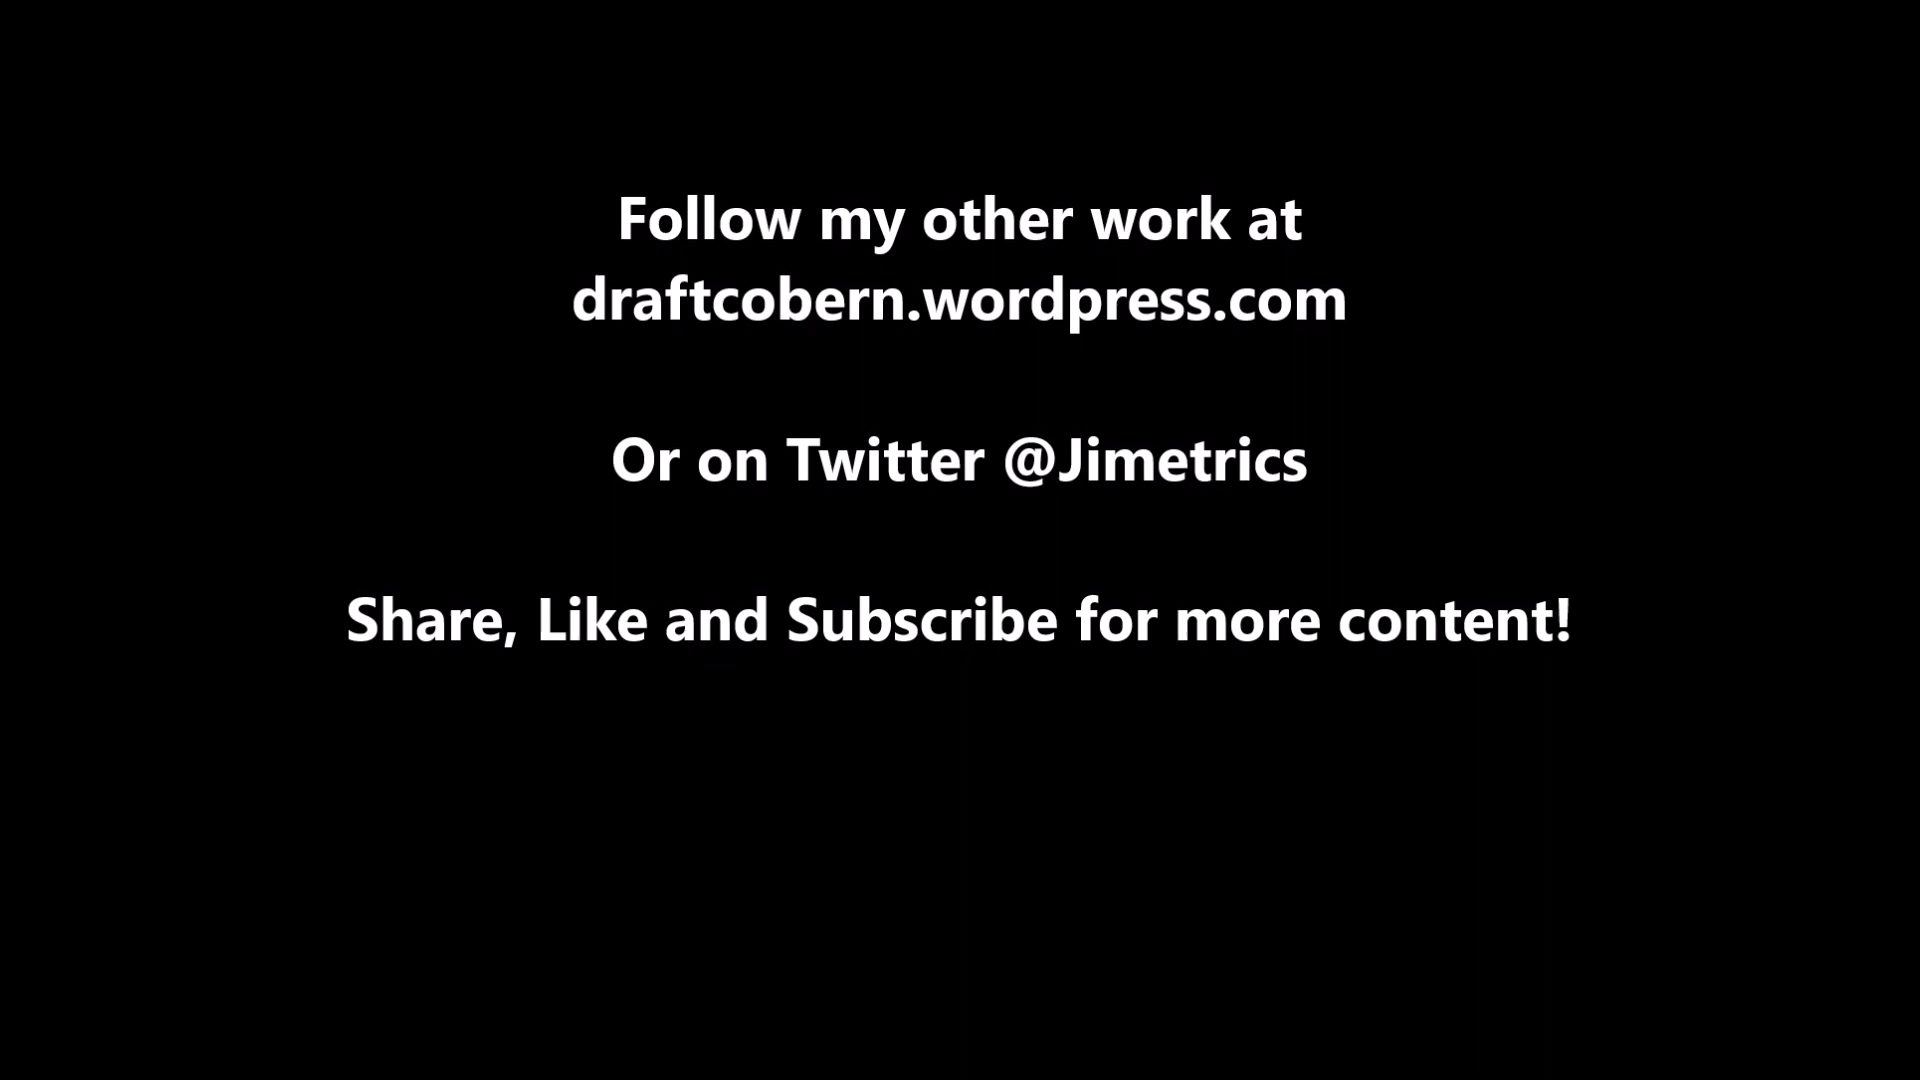 Follow my other work at
draftcobern.wordpress.com
Or on Twitter @Jimetrics
Share, Like and Subscribe for more content!